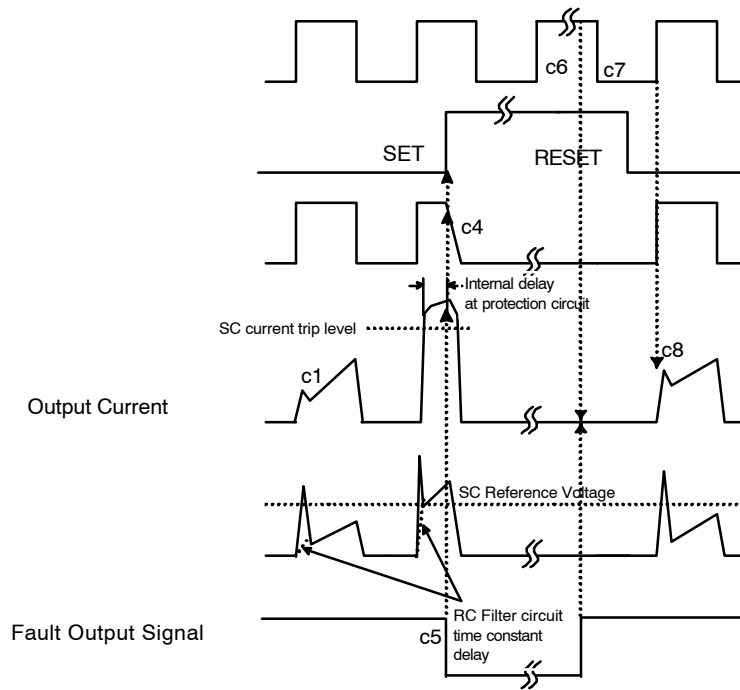 c6
c7
SET
RESET
c4
Internal delay
at protection circuit
SC current trip level
c1
c8
Output Current
SC Reference Voltage
RC Filter circuit
time constant
delay
c5
Fault Output Signal